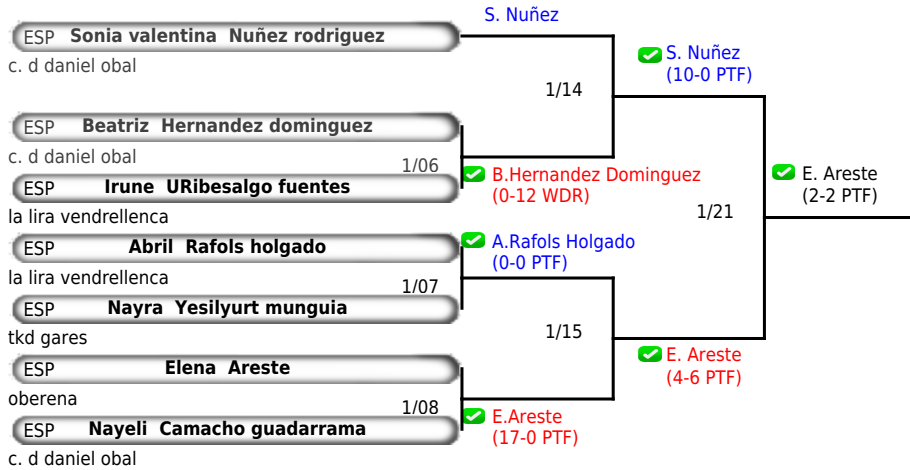 S. Nuñez
ESP Sonia valentina Nuñez rodriguez
c. d daniel obal
S. Nuñez
(10-0 PTF)
1/14
ESP Beatriz Hernandez dominguez
c. d daniel obal
1/06
B.Hernandez Dominguez
(0-12 WDR)
ESP Irune URibesalgo fuentes
la lira vendrellenca
E. Areste
(2-2 PTF)
1/21
ESP Abril Rafols holgado
la lira vendrellenca
A.Rafols Holgado
(0-0 PTF)
1/07
ESP Nayra Yesilyurt munguia
tkd gares
1/15
E. Areste
(4-6 PTF)
ESP Elena Areste
oberena
1/08
E.Areste
(17-0 PTF)
ESP Nayeli Camacho guadarrama
c. d daniel obal